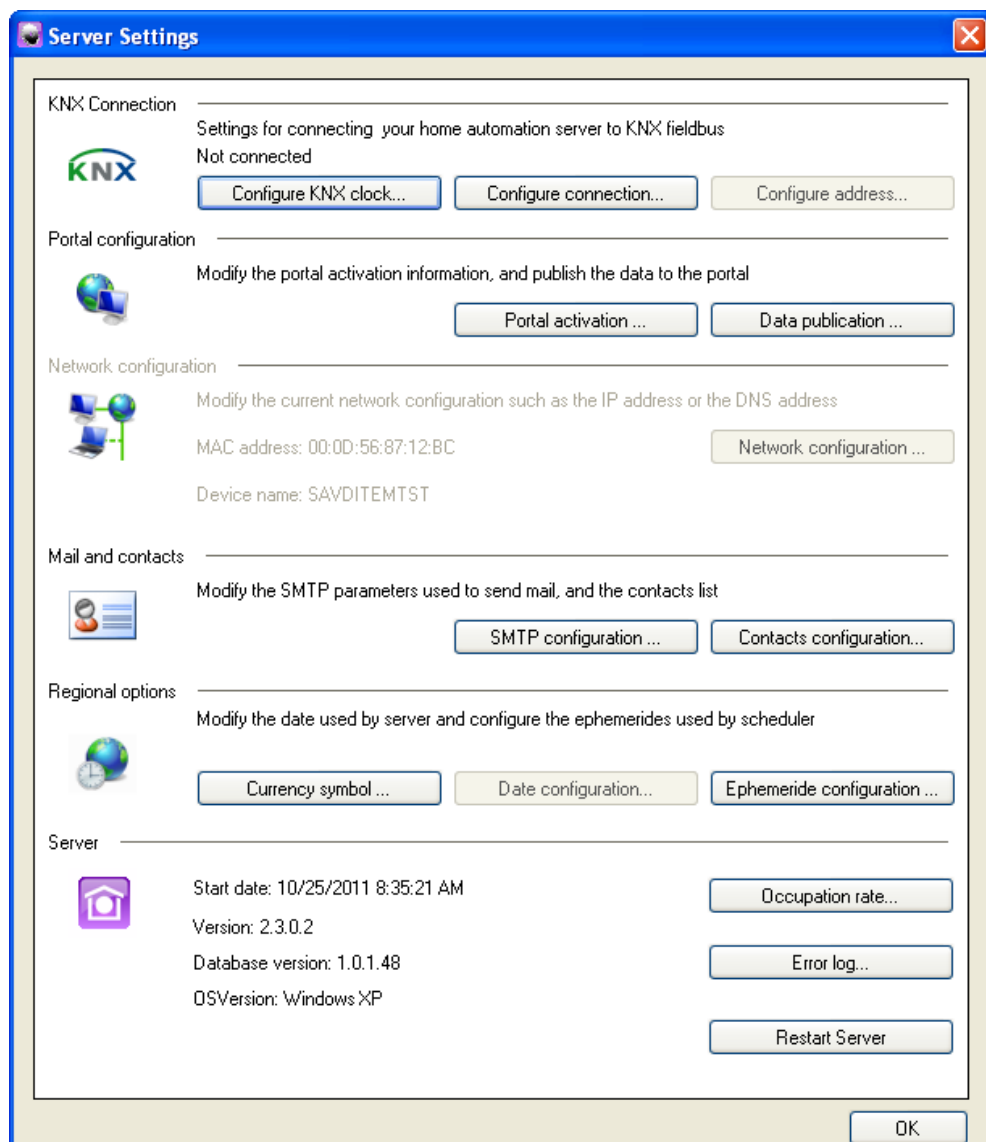 Server Settings
KNX Connection
Settings for connecting your home automation server to KNX fieldbus
KNX
Not connected
Configure KNX clock... Configure connection... Configure address...
Portal configuration
Modify the portal activation information, and publish the data to the portal
Portal activation ... Data publication ...
Network configuration
Modify the current network configuration such as the IP address or the DNS address
MAC address: 00:0D:56:87:12:BC Network configuration ...
Device name: SAVDITEMTST
Mail and contacts
Modify the SMTP parameters used to send mail, and the contacts list
SMTP configuration ... Contacts configuration...
Regional options
Modify the date used by server and configure the ephemerides used by scheduler
Currency symbol ... Date configuration... Ephemeride configuration ...
Server
Start date: 10/25/2011 8:35:21 AM Occupation rate...
Version: 2.3.0.2
Database version: 1.0.1.48 Error log...
OSVersion: Windows XP
Restart Server
OK